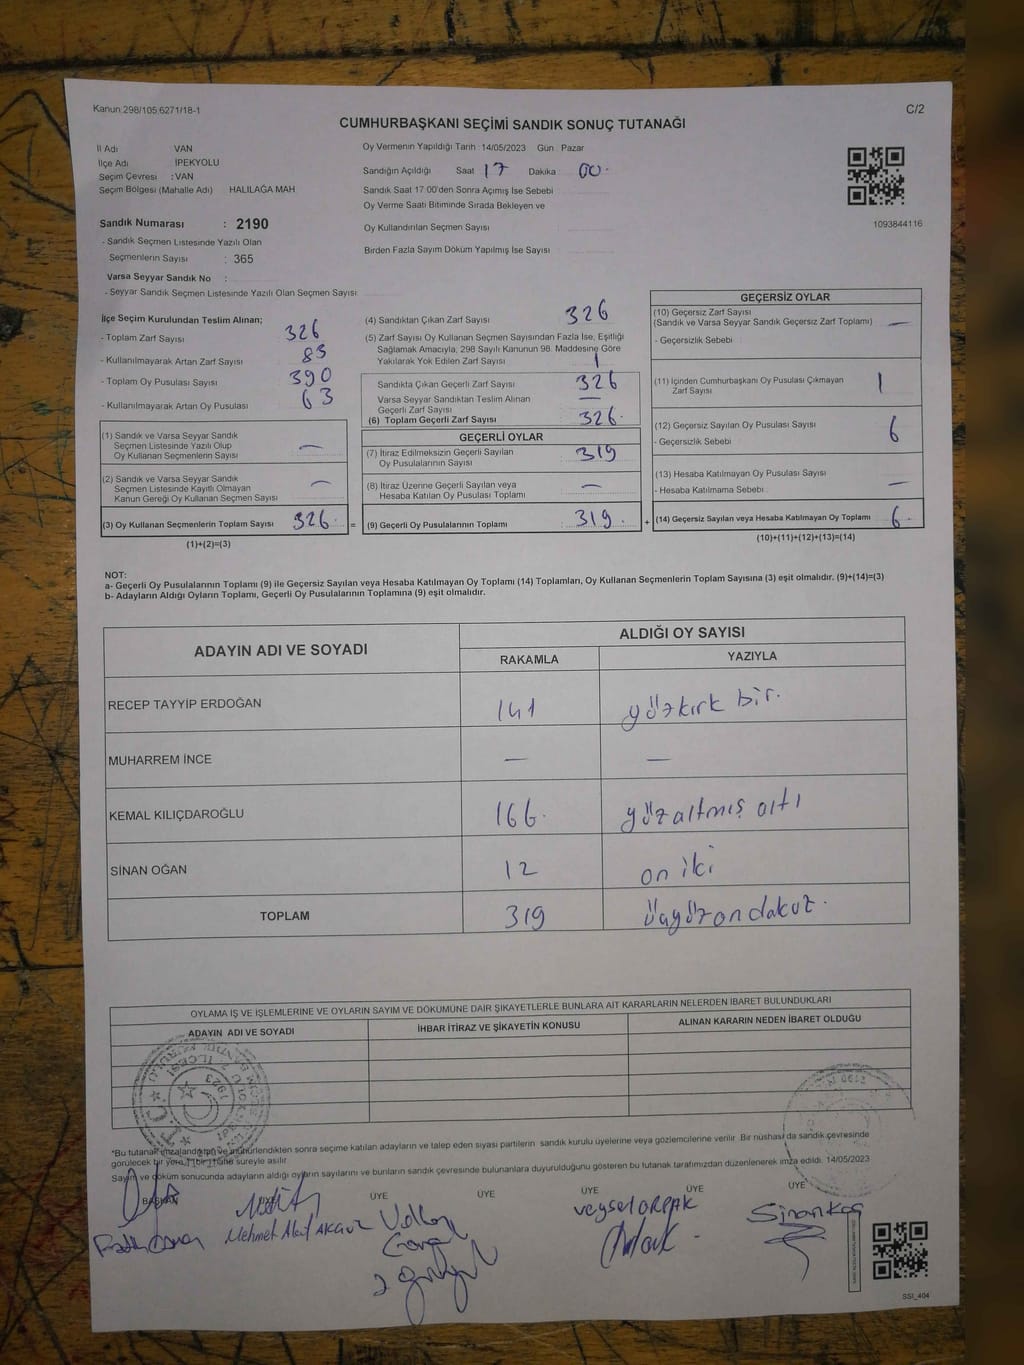 Kanun 298/105 6271/18-1
C/2
CUMHURBAŞKANI SEÇİMİ SANDIK SONUÇ TUTANAĞI
İl Adı VAN
İlçe Adı İPEKYOLU
Seçim Çevresi : VAN
Seçim Bölgesi (Mahalle Adı) HALİLAĞA MAH
Sandık Numarası : 2190
- Sandık Seçmen Listesinde Yazılı Olan
Seçmenlerin Sayısı : 365
Varsa Seyyar Sandık No :
- Seyyar Sandık Seçmen Listesinde Yazılı Olan Seçmen Sayısı
Oy Vermenin Yapıldığı Tarih : 14/05/2023 Gün : Pazar
Sandığın Açıldığı Saat 17 Dakika 00
Sandık Saat 17 00'den Sonra Açımış İse Sebebi
Oy Verme Saati Bitiminde Sırada Bekleyen ve
Oy Kullandırılan Seçmen Sayısı
Birden Fazla Sayım Döküm Yapılmış İse Sayısı
1093844116
İlçe Seçim Kurulundan Teslim Alınan;
- Toplam Zarf Sayısı 326
- Kullanılmayarak Artan Zarf Sayısı 83
- Toplam Oy Pusulası Sayısı 390
- Kullanılmayarak Artan Oy Pusulası 63
(1) Sandık ve Varsa Seyyar Sandık
Seçmen Listesinde Yazılı Olup
Oy Kullanan Seçmenlerin Sayısı —
(2) Sandık ve Varsa Seyyar Sandık
Seçmen Listesinde Kayıtlı Olmayan
Kanun Gereği Oy Kullanan Seçmen Sayısı —
(3) Oy Kullanan Seçmenlerin Toplam Sayısı 326 =
(1)+(2)=(3)
(4) Sandıktan Çıkan Zarf Sayısı 326
(5) Zarf Sayısı Oy Kullanan Seçmen Sayısından Fazla İse, Eşitliği
Sağlamak Amacıyla, 298 Sayılı Kanunun 98. Maddesine Göre
Yakılarak Yok Edilen Zarf Sayısı 1
Sandıkta Çıkan Geçerli Zarf Sayısı 326
Varsa Seyyar Sandıktan Teslim Alınan
Geçerli Zarf Sayısı —
(6) Toplam Geçerli Zarf Sayısı 326
GEÇERLİ OYLAR
(7) İtiraz Edilmeksizin Geçerli Sayılan
Oy Pusulalarının Sayısı 319
(8) İtiraz Üzerine Geçerli Sayılan veya
Hesaba Katılan Oy Pusulası Toplamı —
(9) Geçerli Oy Pusulalarının Toplamı 319 +
GEÇERSİZ OYLAR
(10) Geçersiz Zarf Sayısı
(Sandık ve Varsa Seyyar Sandık Geçersiz Zarf Toplamı) —
- Geçersizlik Sebebi
(11) İçinden Cumhurbaşkanı Oy Pusulası Çıkmayan
Zarf Sayısı 1
(12) Geçersiz Sayılan Oy Pusulası Sayısı 6
- Geçersizlik Sebebi
(13) Hesaba Katılmayan Oy Pusulası Sayısı —
- Hesaba Katılmama Sebebi
(14) Geçersiz Sayılan veya Hesaba Katılmayan Oy Toplamı 6
(10)+(11)+(12)+(13)=(14)
NOT:
a- Geçerli Oy Pusulalarının Toplamı (9) ile Geçersiz Sayılan veya Hesaba Katılmayan Oy Toplamı (14) Toplamları, Oy Kullanan Seçmenlerin Toplam Sayısına (3) eşit olmalıdır. (9)+(14)=(3)
b- Adayların Aldığı Oyların Toplamı, Geçerli Oy Pusulalarının Toplamına (9) eşit olmalıdır.
ADAYIN ADI VE SOYADI ALDIĞI OY SAYISI
RAKAMLA YAZIYLA
RECEP TAYYİP ERDOĞAN 141 yüzkırk bir.
MUHARREM İNCE — —
KEMAL KILIÇDAROĞLU 166 yüzaltmış altı
SİNAN OĞAN 12 on iki
TOPLAM 319 üçyüzondokuz.
OYLAMA İŞ VE İŞLEMLERİNE VE OYLARIN SAYIM VE DÖKÜMÜNE DAİR ŞİKAYETLERLE BUNLARA AİT KARARLARIN NELERDEN İBARET BULUNDUKLARI
ADAYIN ADI VE SOYADI İHBAR İTİRAZ VE ŞİKAYETİN KONUSU ALINAN KARARIN NEDEN İBARET OLDUĞU
*Bu tutanak imzalandıktan ve mühürlendikten sonra seçime katılan adayların ve talep eden siyasi partilerin sandık kurulu üyelerine veya gözlemcilerine verilir. Bir nüshası da sandık çevresinde
görülecek bir yere 1 (bir) hafta süreyle asılır.
Sayım ve döküm sonucunda adayların aldığı oyların sayılarını ve bunların sandık çevresinde bulunanlara duyurulduğunu gösteren bu tutanak tarafımızdan düzenlenerek imza edildi. 14/05/2023
BAŞKAN ÜYE ÜYE ÜYE ÜYE ÜYE ÜYE
Mehmet Akif AKGÜZ
Veysel ORPAK
Sinan Koç
SSİ_404